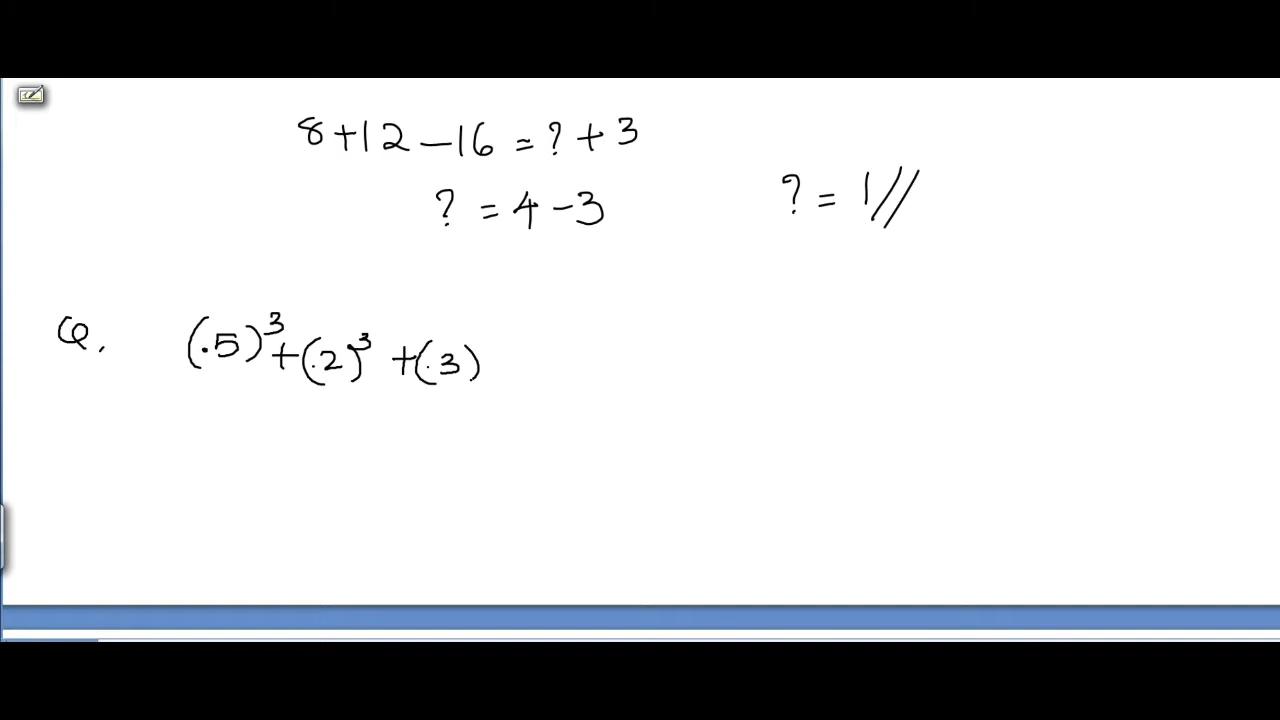 8+12-16 = ? + 3
? = 4-3
? = 1//
Q. (.5)³+(.2)³ +(.3)